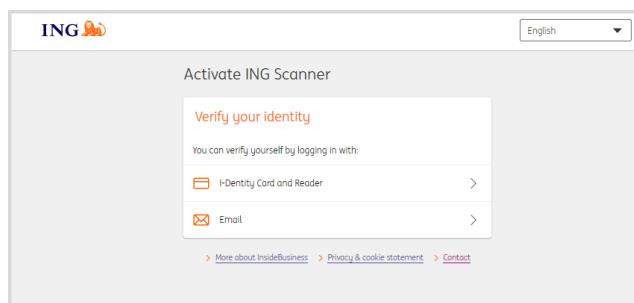 ING
English
Activate ING Scanner
Verify your identity
You can verify yourself by logging in with:
I-Dentity Card and Reader
Email
More about InsideBusiness Privacy & cookie statement Contact